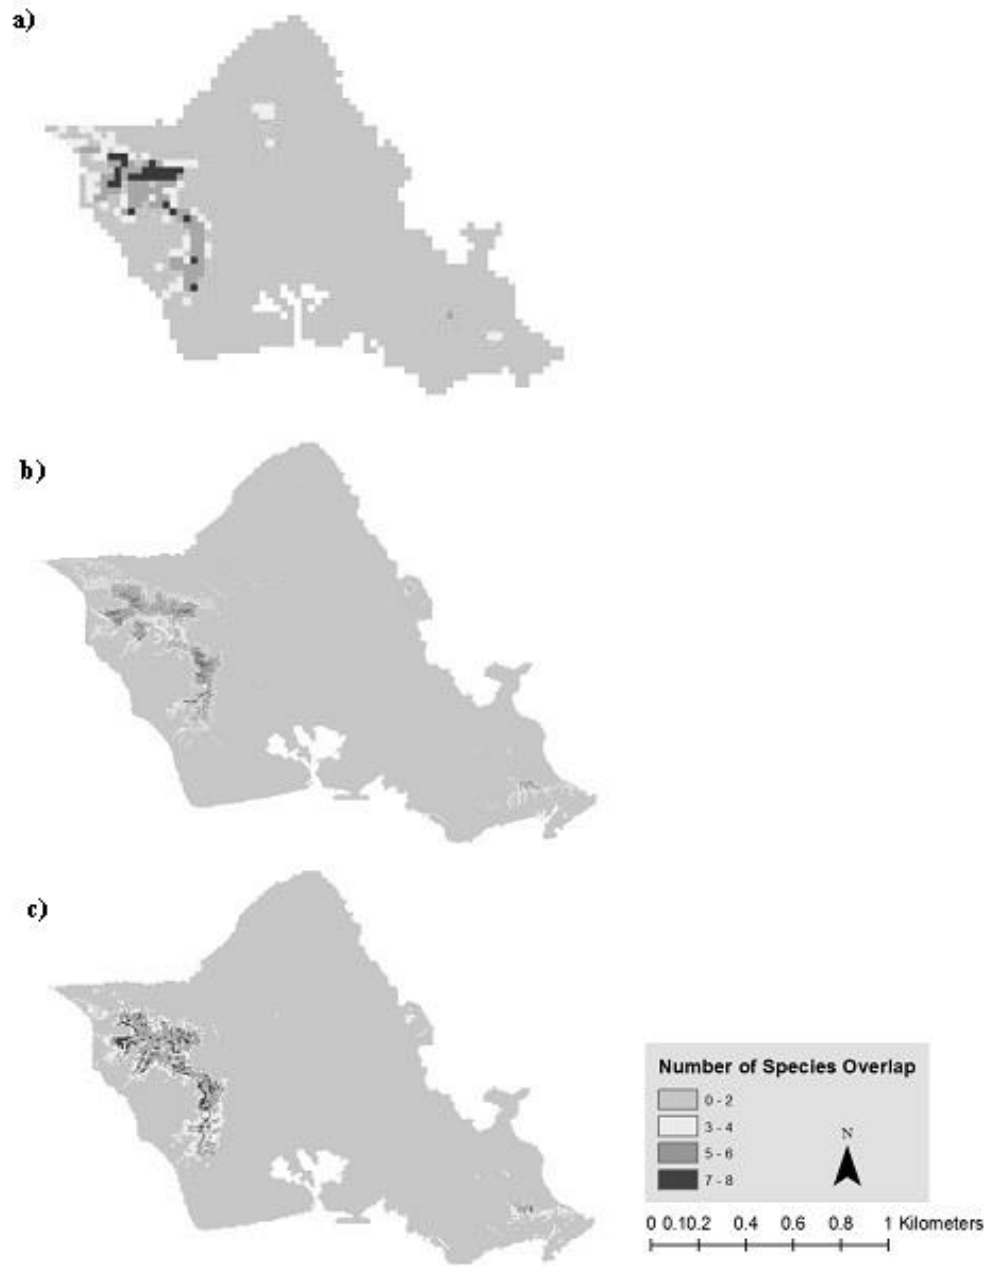 a)
b)
c)
Number of Species Overlap
0 - 2
3 - 4
5 - 6
7 - 8
N
0 0.10.2 0.4 0.6 0.8 1 Kilometers